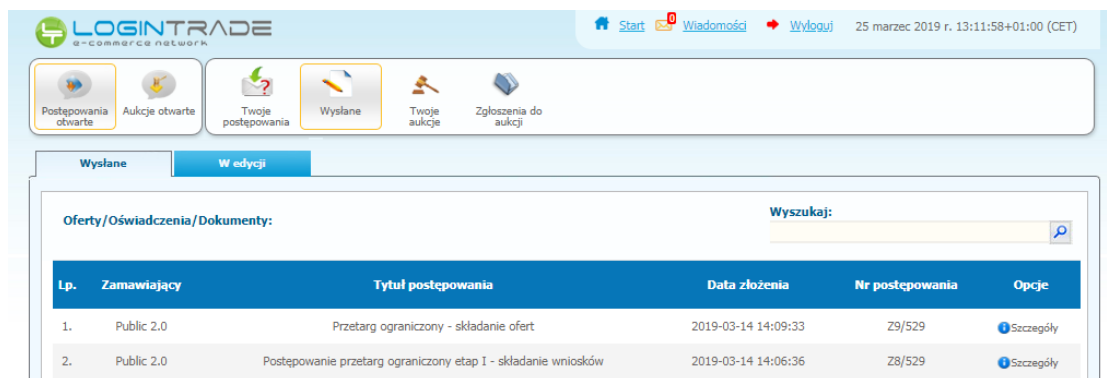 LOGINTRADE
e-commerce network
Start 0 Wiadomości Wyloguj 25 marzec 2019 r. 13:11:58+01:00 (CET)
Postępowania otwarte
Aukcje otwarte
Twoje postępowania
Wysłane
Twoje aukcje
Zgłoszenia do aukcji
Wysłane W edycji
Oferty/Oświadczenia/Dokumenty:
Wyszukaj:
Lp. Zamawiający Tytuł postępowania Data złożenia Nr postępowania Opcje
1. Public 2.0 Przetarg ograniczony - składanie ofert 2019-03-14 14:09:33 Z9/529 Szczegóły
2. Public 2.0 Postępowanie przetarg ograniczony etap I - składanie wniosków 2019-03-14 14:06:36 Z8/529 Szczegóły